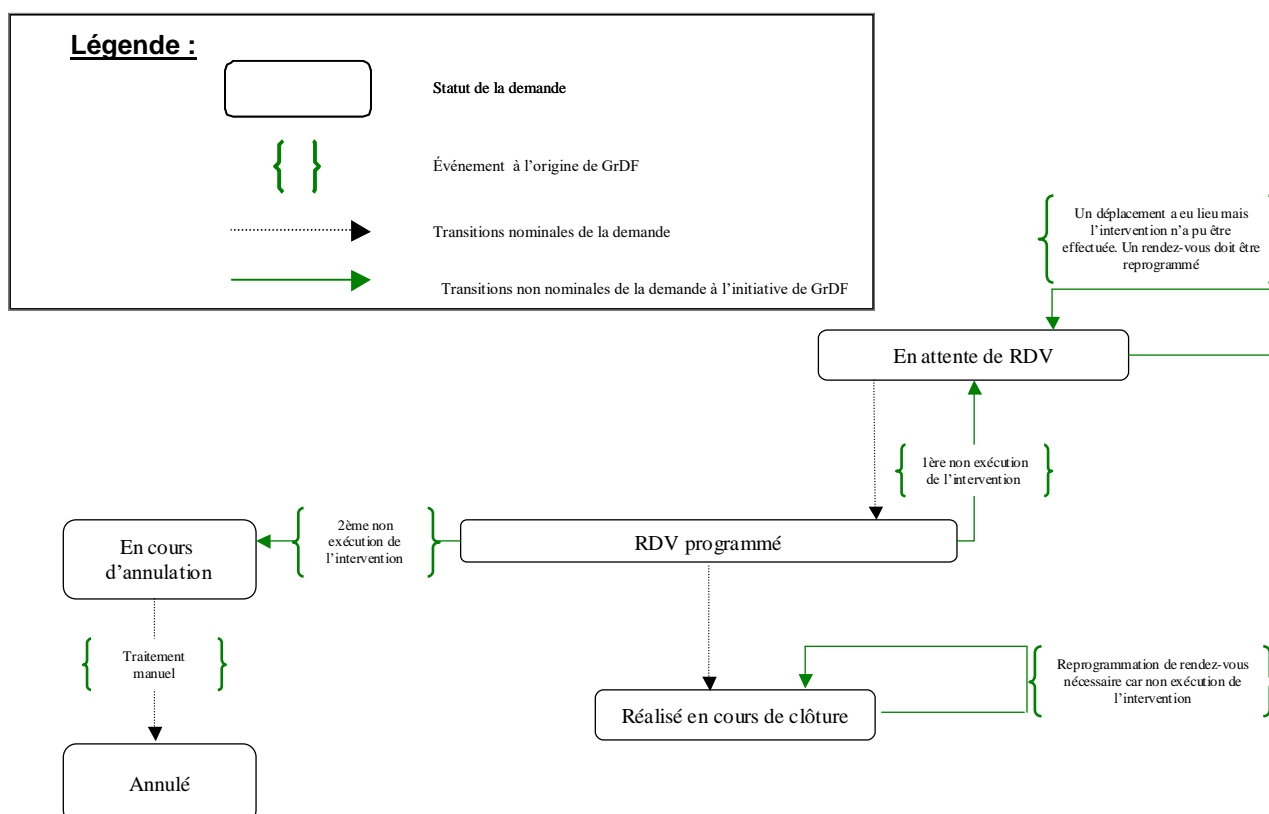 Légende :
Statut de la demande
Événement à l’origine de GrDF
Transitions nominales de la demande
Transitions non nominales de la demande à l’initiative de GrDF
Un déplacement a eu lieu mais
l’intervention n’a pu être
effectuée. Un rendez-vous doit être
reprogrammé
En attente de RDV
1ère non exécution
de l’intervention
2ème non
exécution de
l’intervention
En cours
d’annulation
RDV programmé
Traitement
manuel
Reprogrammation de rendez-vous
nécessaire car non exécution de
l’intervention
Réalisé en cours de clôture
Annulé